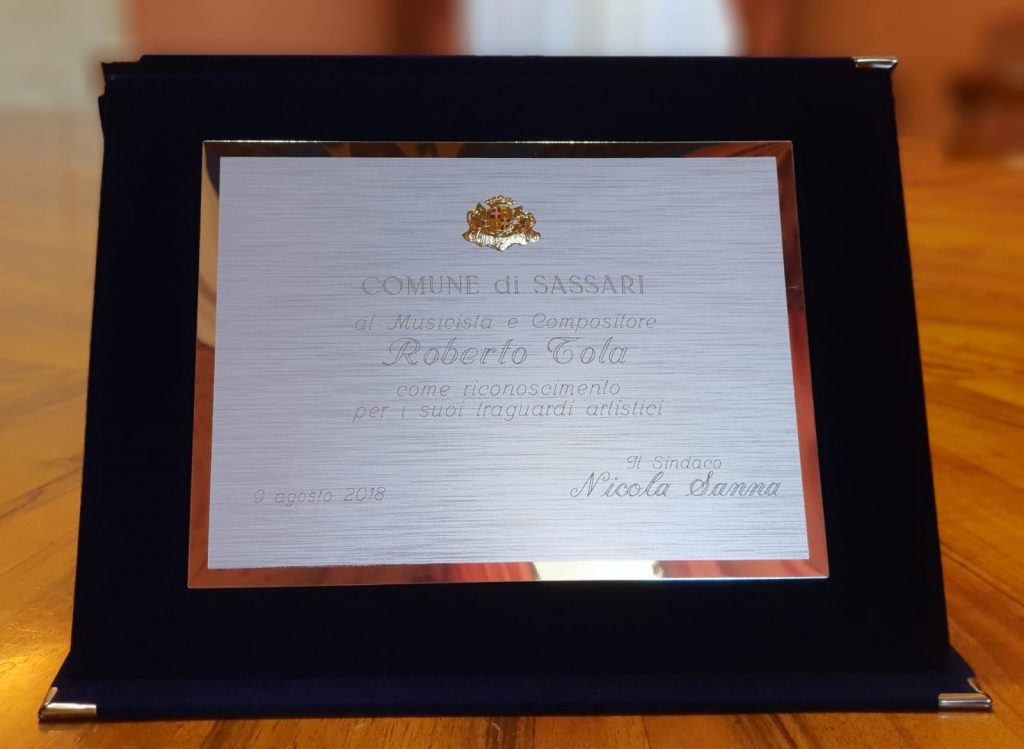 COMUNE di SASSARI
al Musicista e Compositore
Roberto Tola
come riconoscimento
per i suoi traguardi artistici
Il Sindaco
9 agosto 2018 Nicola Sanna